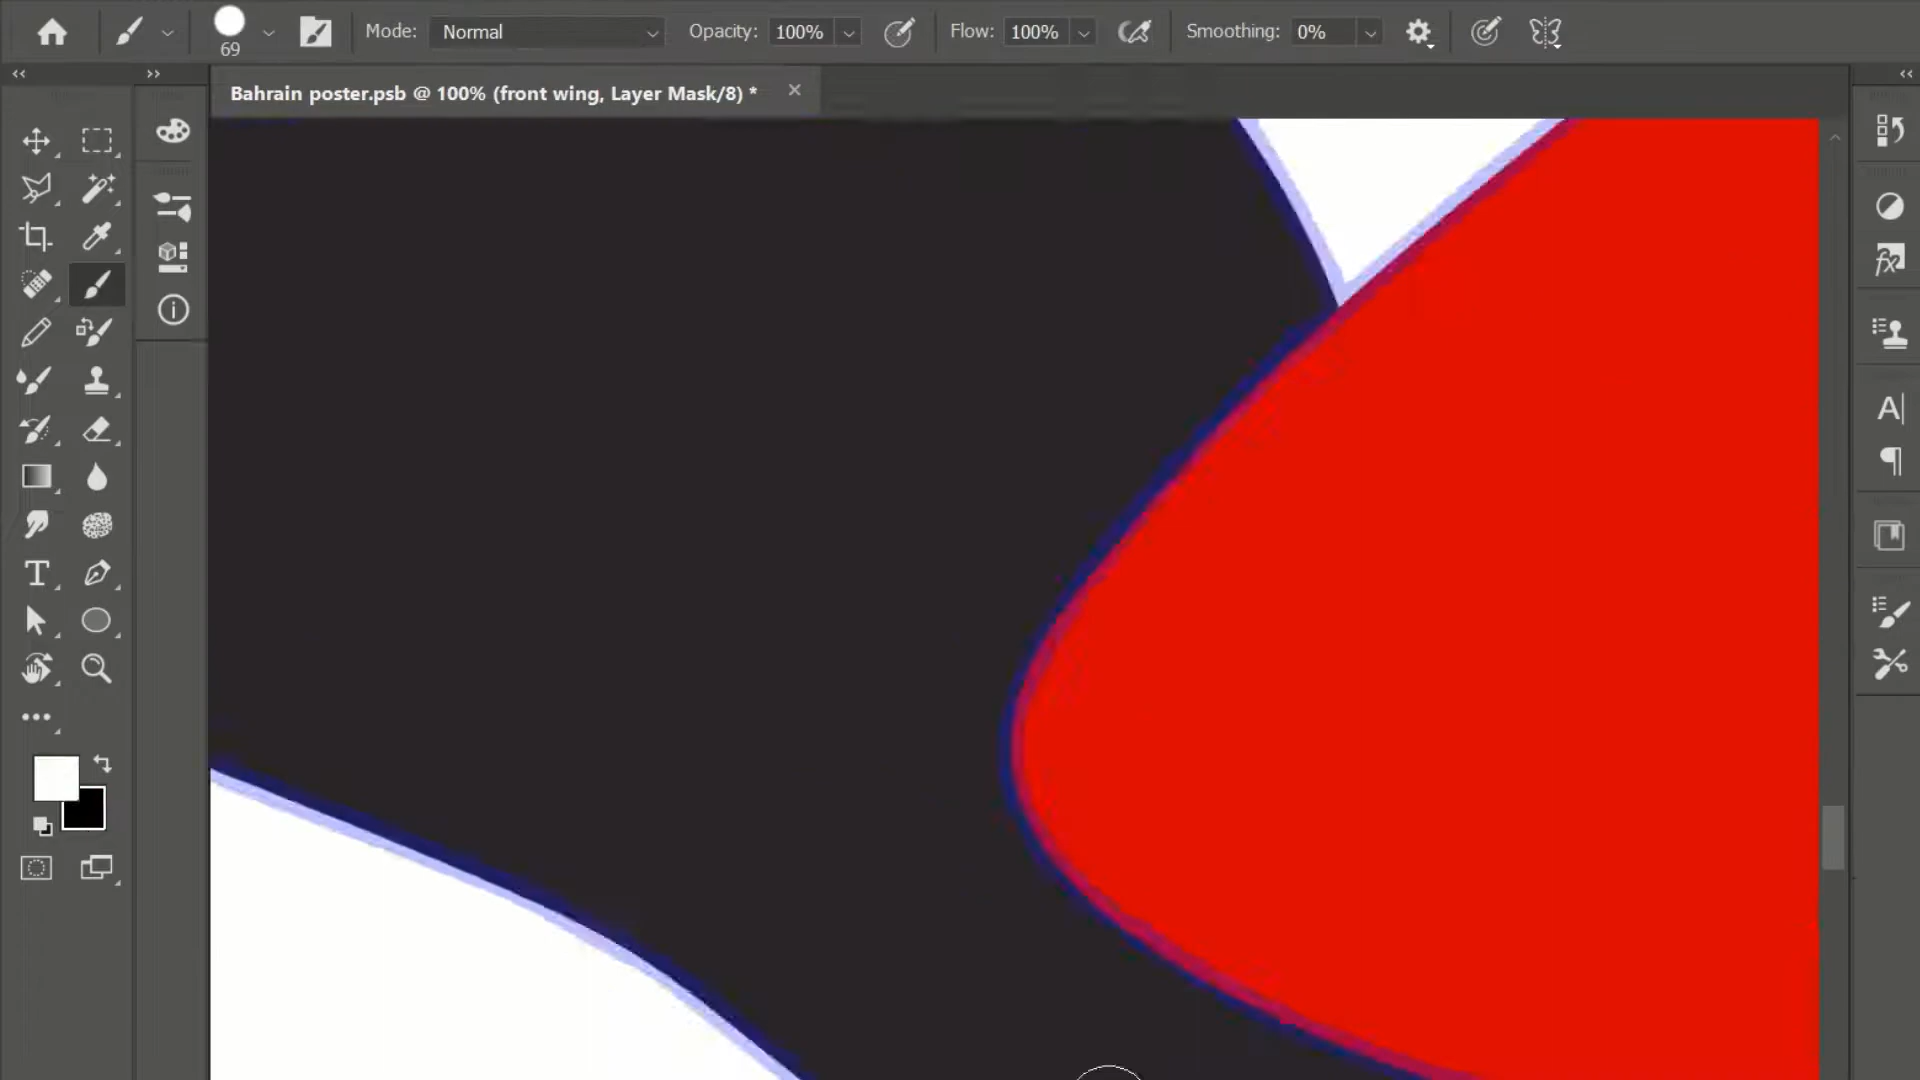 Mode: Normal Opacity: 100% Flow: 100% Smoothing: 0%
69
Bahrain poster.psb @ 100% (front wing, Layer Mask/8) *